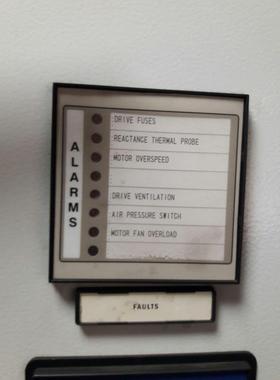 ALARMS
DRIVE FUSES
REACTANCE THERMAL PROBE
MOTOR OVERSPEED
DRIVE VENTILATION
AIR PRESSURE SWITCH
MOTOR FAN OVERLOAD
FAULTS